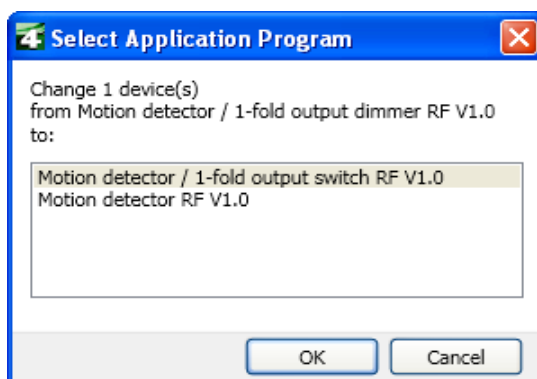 4 Select Application Program
Change 1 device(s)
from Motion detector / 1-fold output dimmer RF V1.0
to:
Motion detector / 1-fold output switch RF V1.0
Motion detector RF V1.0
OK Cancel